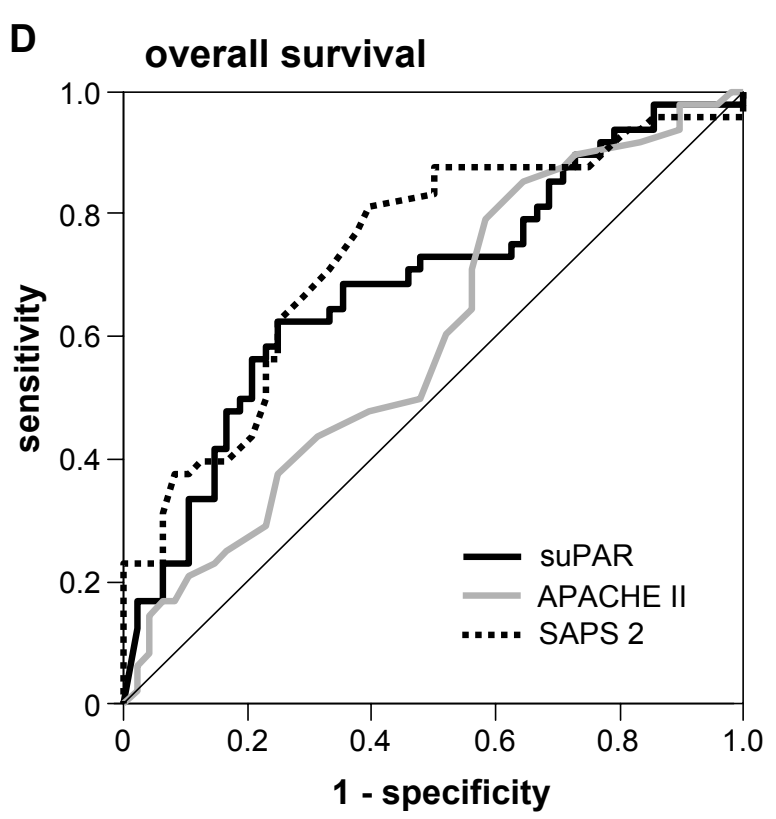 D
overall survival
1.0
0.8
0.6
0.4
0.2
0
sensitivity
suPAR
APACHE II
SAPS 2
0 0.2 0.4 0.6 0.8 1.0
1 - specificity